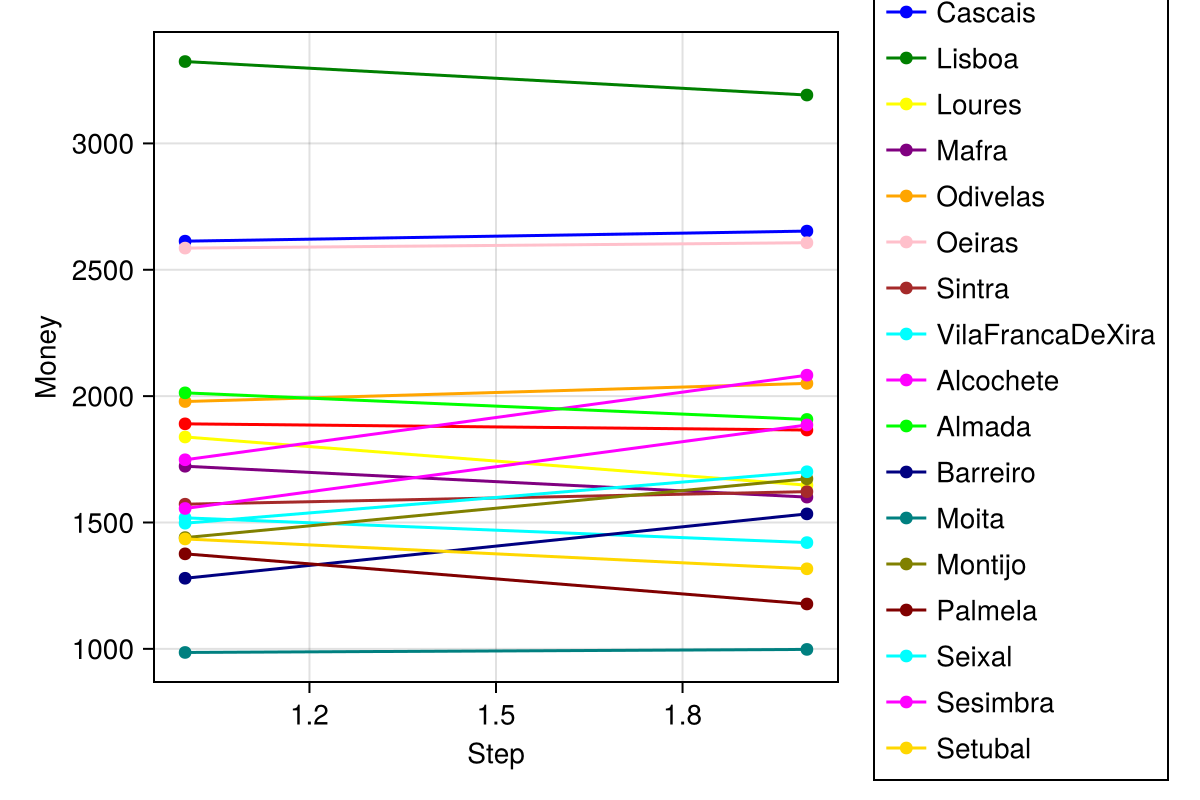 Cascais
Lisboa
Loures
Mafra
Odivelas
Oeiras
Sintra
VilaFrancaDeXira
Alcochete
Almada
Barreiro
Moita
Montijo
Palmela
Seixal
Sesimbra
Setubal
Money
3000
2500
2000
1500
1000
1.2
1.5
1.8
Step